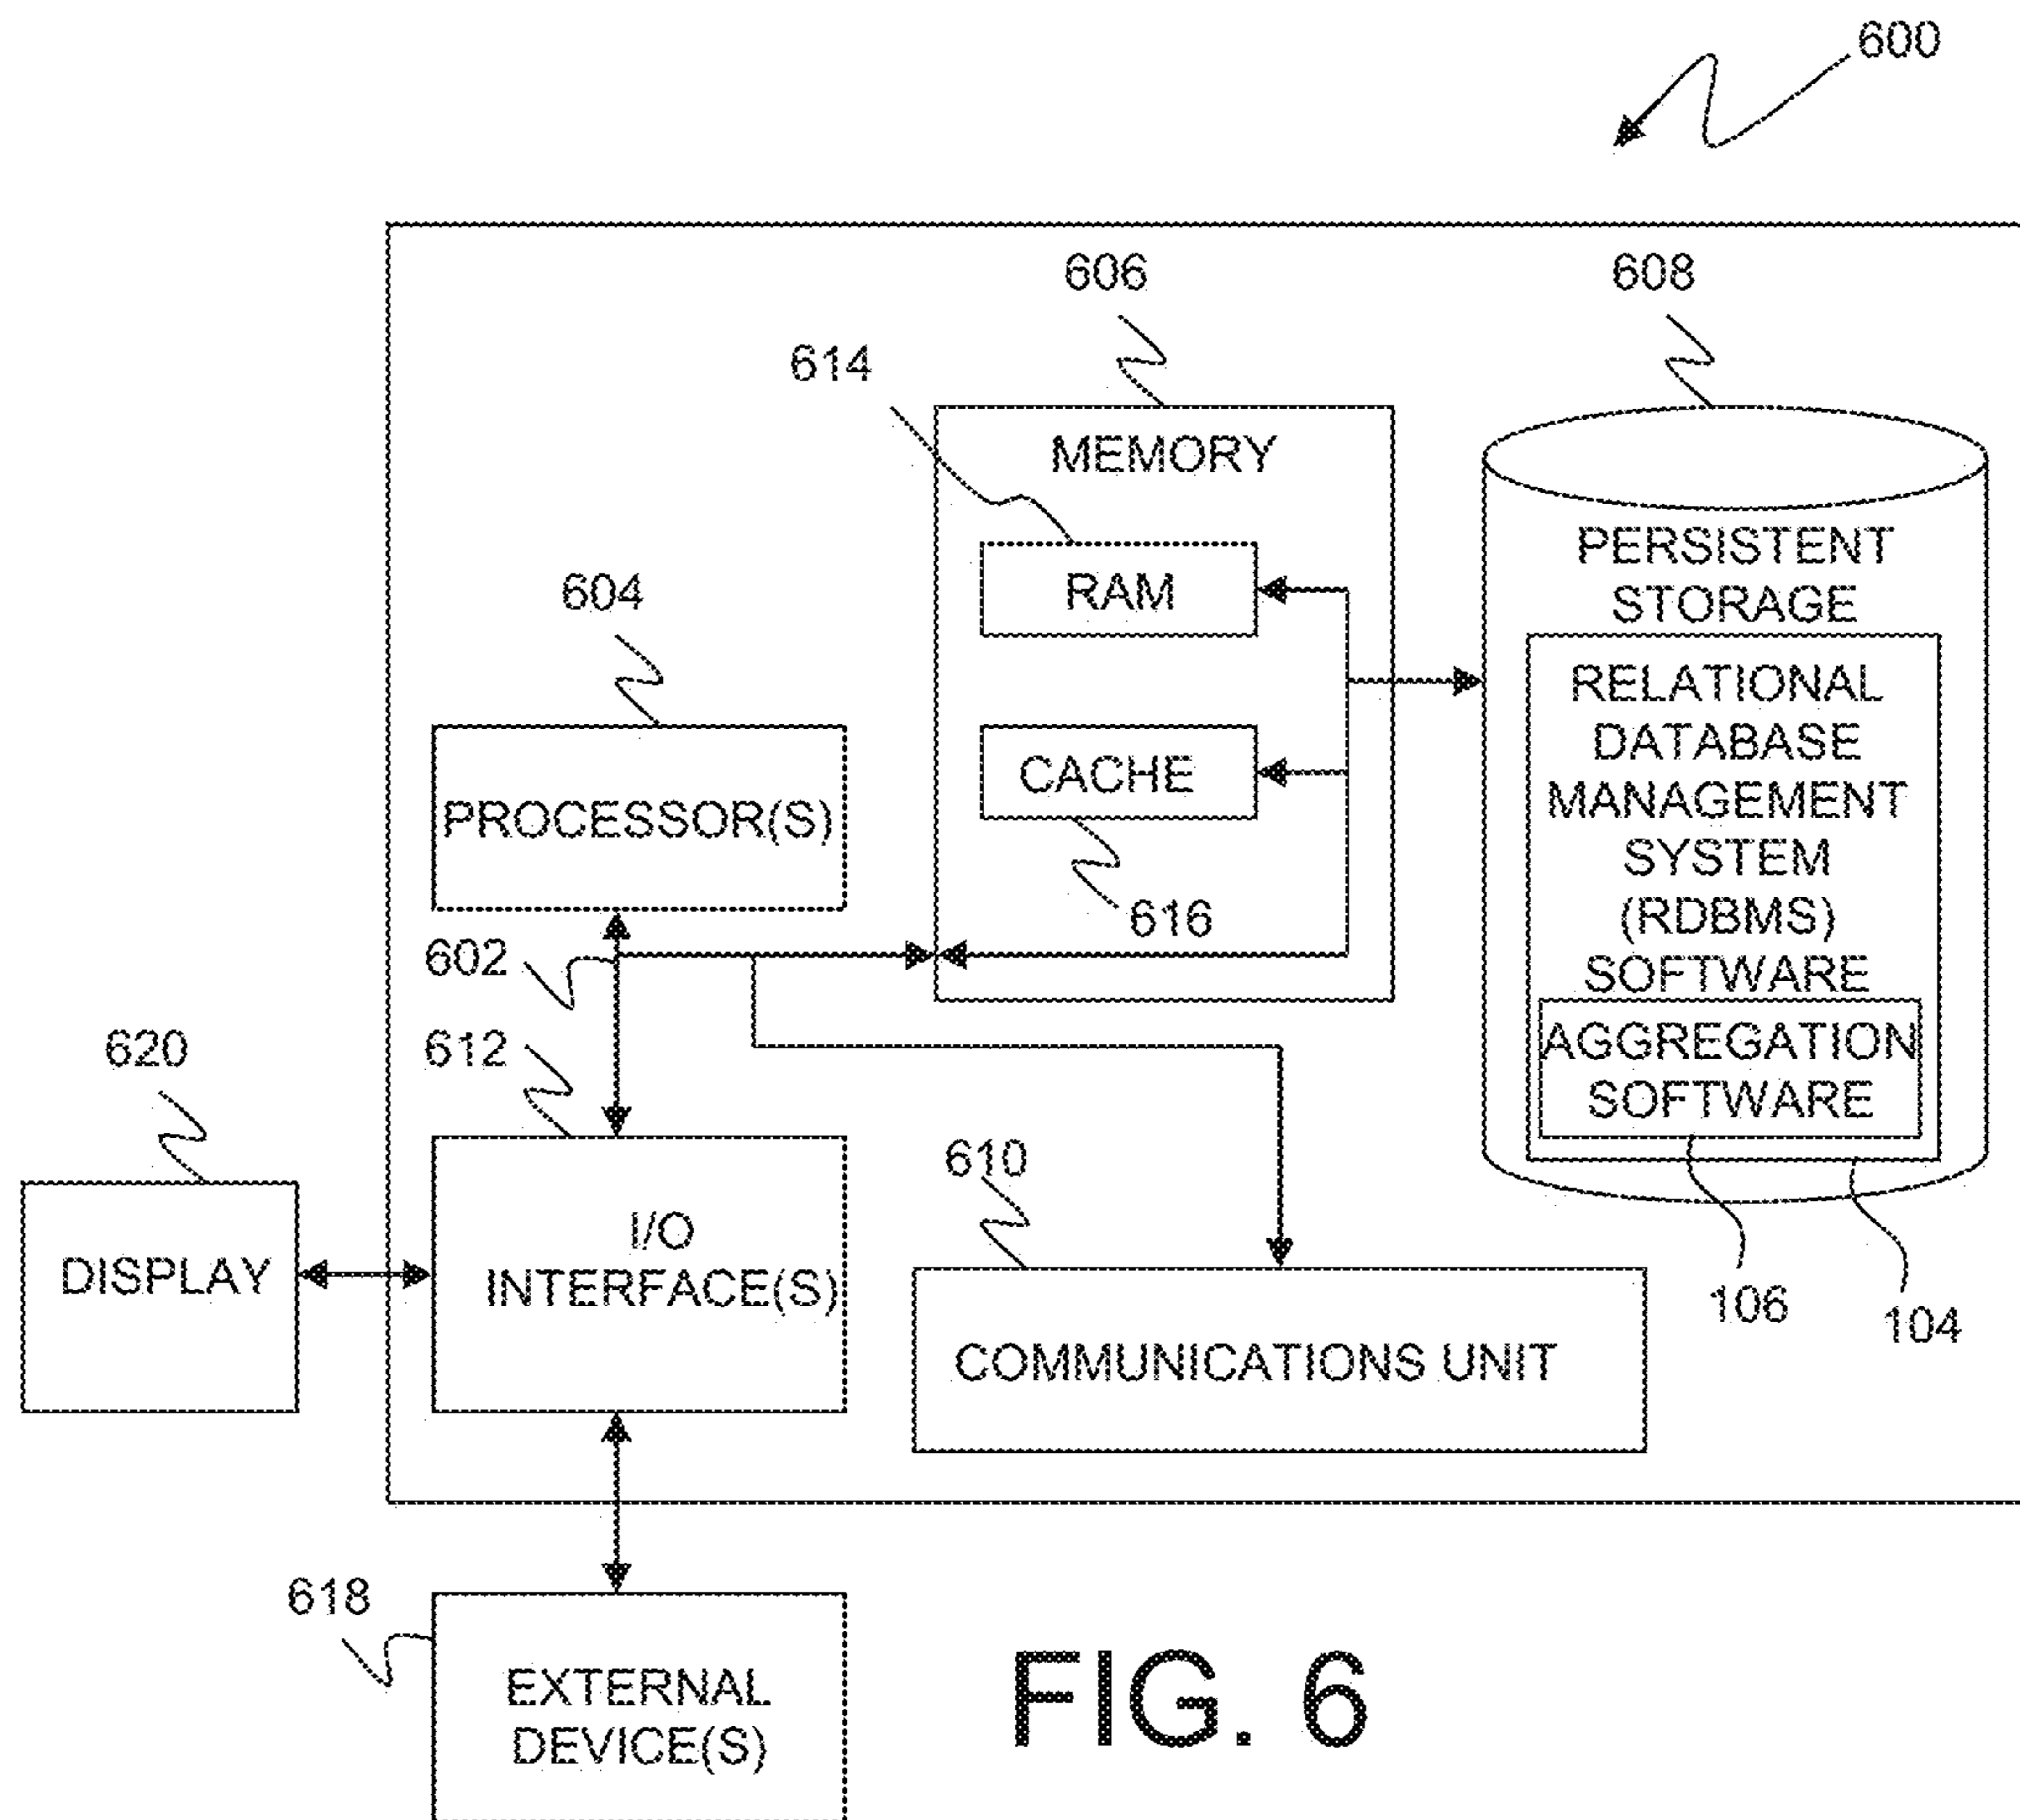 600
606
608
614
MEMORY
RAM
PERSISTENT
STORAGE
604
RELATIONAL
DATABASE
MANAGEMENT
SYSTEM
(RDBMS)
SOFTWARE
CACHE
PROCESSOR(S)
616
602
AGGREGATION
SOFTWARE
620
612
610
I/O
INTERFACE(S)
DISPLAY
106
104
COMMUNICATIONS UNIT
618
EXTERNAL
DEVICE(S)
FIG. 6